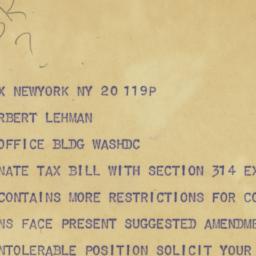 X NEWYORK NY 20 119P
RBERT LEHMAN
OFFICE BLDG WASHDC
NATE TAX BILL WITH SECTION 314 EX
CONTAINS MORE RESTRICTIONS FOR CO
NS FACE PRESENT SUGGESTED AMENDME
NTOLERABLE POSITION SOLICIT YOUR